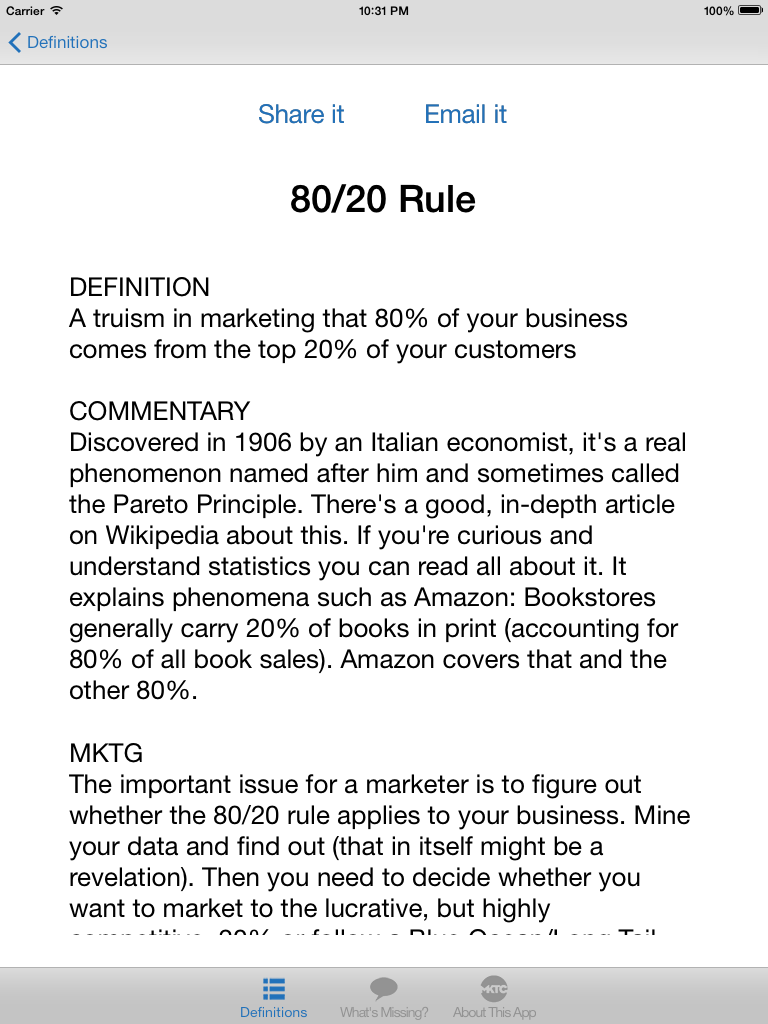 Carrier 10:31 PM 100%
Definitions
Share it Email it
80/20 Rule
DEFINITION
A truism in marketing that 80% of your business
comes from the top 20% of your customers
COMMENTARY
Discovered in 1906 by an Italian economist, it's a real
phenomenon named after him and sometimes called
the Pareto Principle. There's a good, in-depth article
on Wikipedia about this. If you're curious and
understand statistics you can read all about it. It
explains phenomena such as Amazon: Bookstores
generally carry 20% of books in print (accounting for
80% of all book sales). Amazon covers that and the
other 80%.
MKTG
The important issue for a marketer is to figure out
whether the 80/20 rule applies to your business. Mine
your data and find out (that in itself might be a
revelation). Then you need to decide whether you
want to market to the lucrative, but highly
competitive, 20% or follow a Blue Ocean/Long Tail
MKTG
Definitions What's Missing? About This App